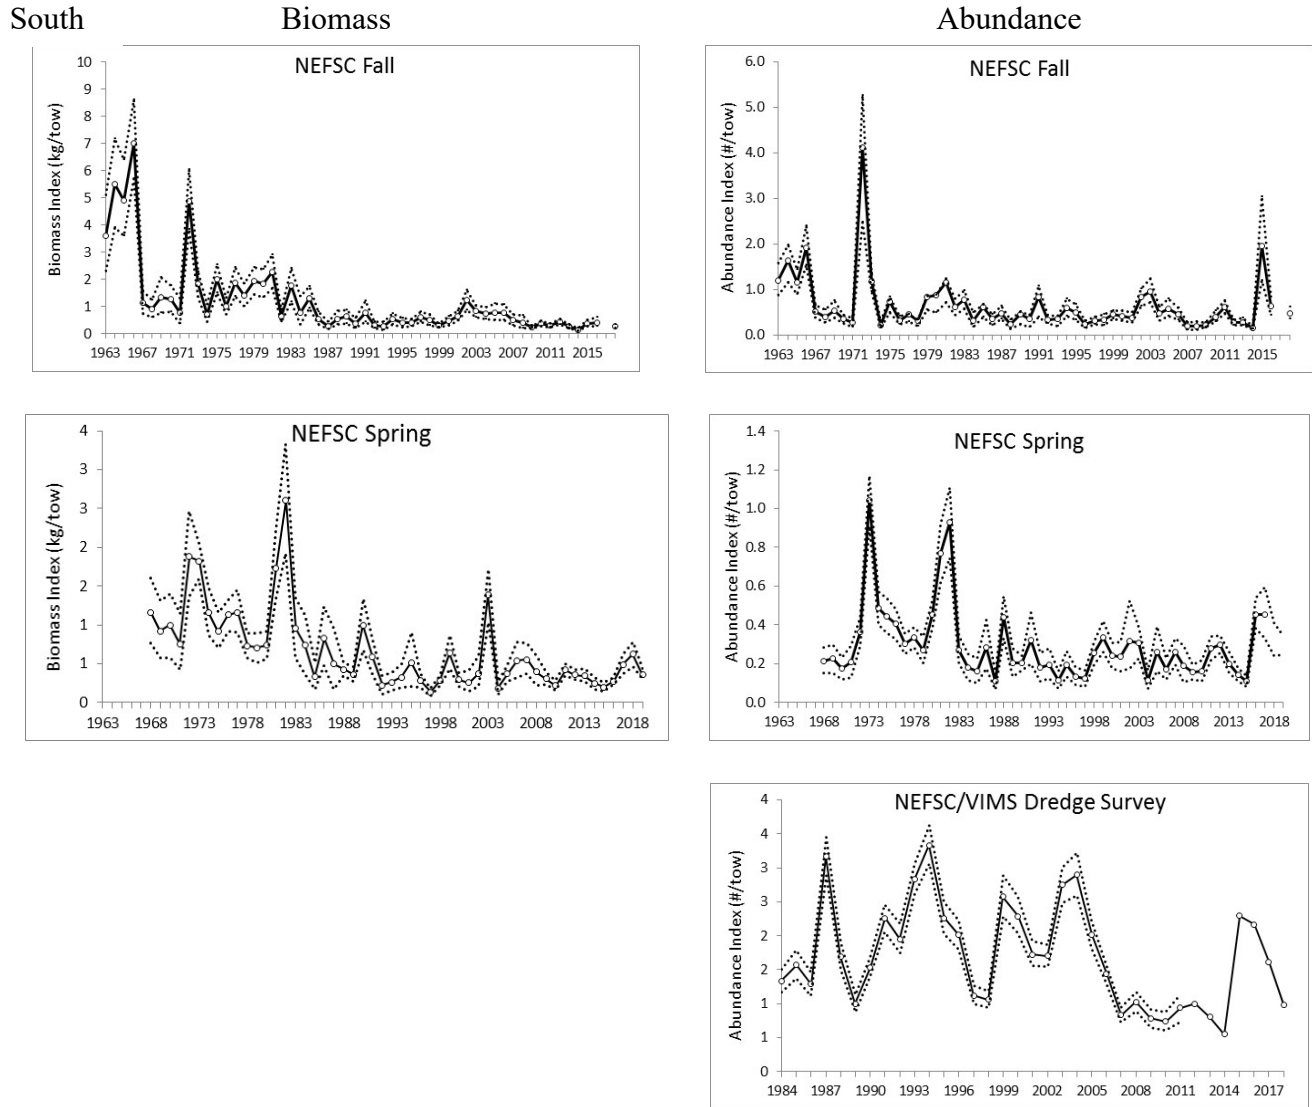 South Biomass Abundance
NEFSC Fall
Biomass Index (kg/tow)
10
9
8
7
6
5
4
3
2
1
0
1963 1967 1971 1975 1979 1983 1987 1991 1995 1999 2003 2007 2011 2015
NEFSC Fall
Abundance Index (#/tow)
6.0
5.0
4.0
3.0
2.0
1.0
0.0
1963 1967 1971 1975 1979 1983 1987 1991 1995 1999 2003 2007 2011 2015
NEFSC Spring
Biomass Index (kg/tow)
4
3
3
2
2
1
1
0
1963 1968 1973 1978 1983 1988 1993 1998 2003 2008 2013 2018
NEFSC Spring
Abundance Index (#/tow)
1.4
1.2
1.0
0.8
0.6
0.4
0.2
0.0
1963 1968 1973 1978 1983 1988 1993 1998 2003 2008 2013 2018
NEFSC/VIMS Dredge Survey
Abundance Index (#/tow)
4
4
3
3
2
2
1
1
0
1984 1987 1990 1993 1996 1999 2002 2005 2008 2011 2014 2017